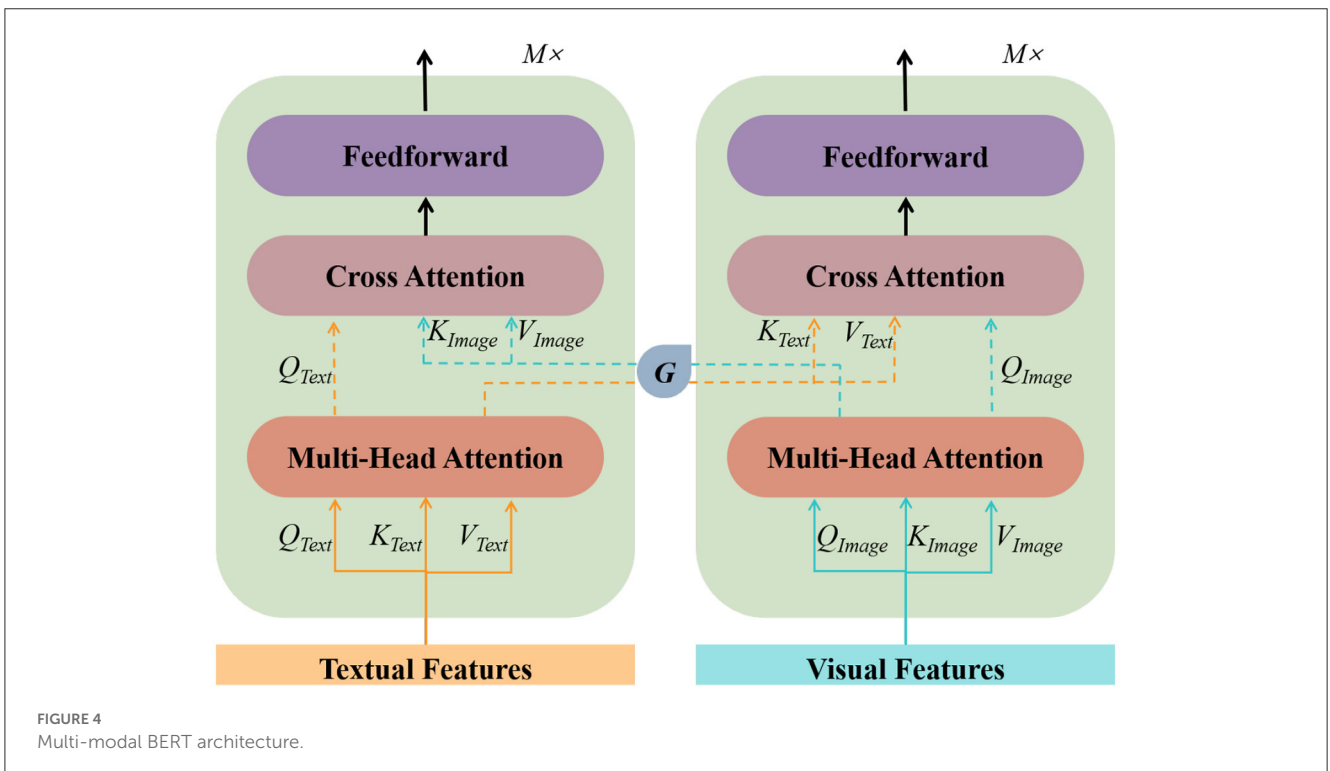 M×
M×
Feedforward
Feedforward
Cross Attention
Cross Attention
K_Image
V_Image
K_Text
V_Text
Q_Text
G
Q_Image
Multi-Head Attention
Multi-Head Attention
Q_Text
K_Text
V_Text
Q_Image
K_Image
V_Image
Textual Features
Visual Features
FIGURE 4
Multi-modal BERT architecture.